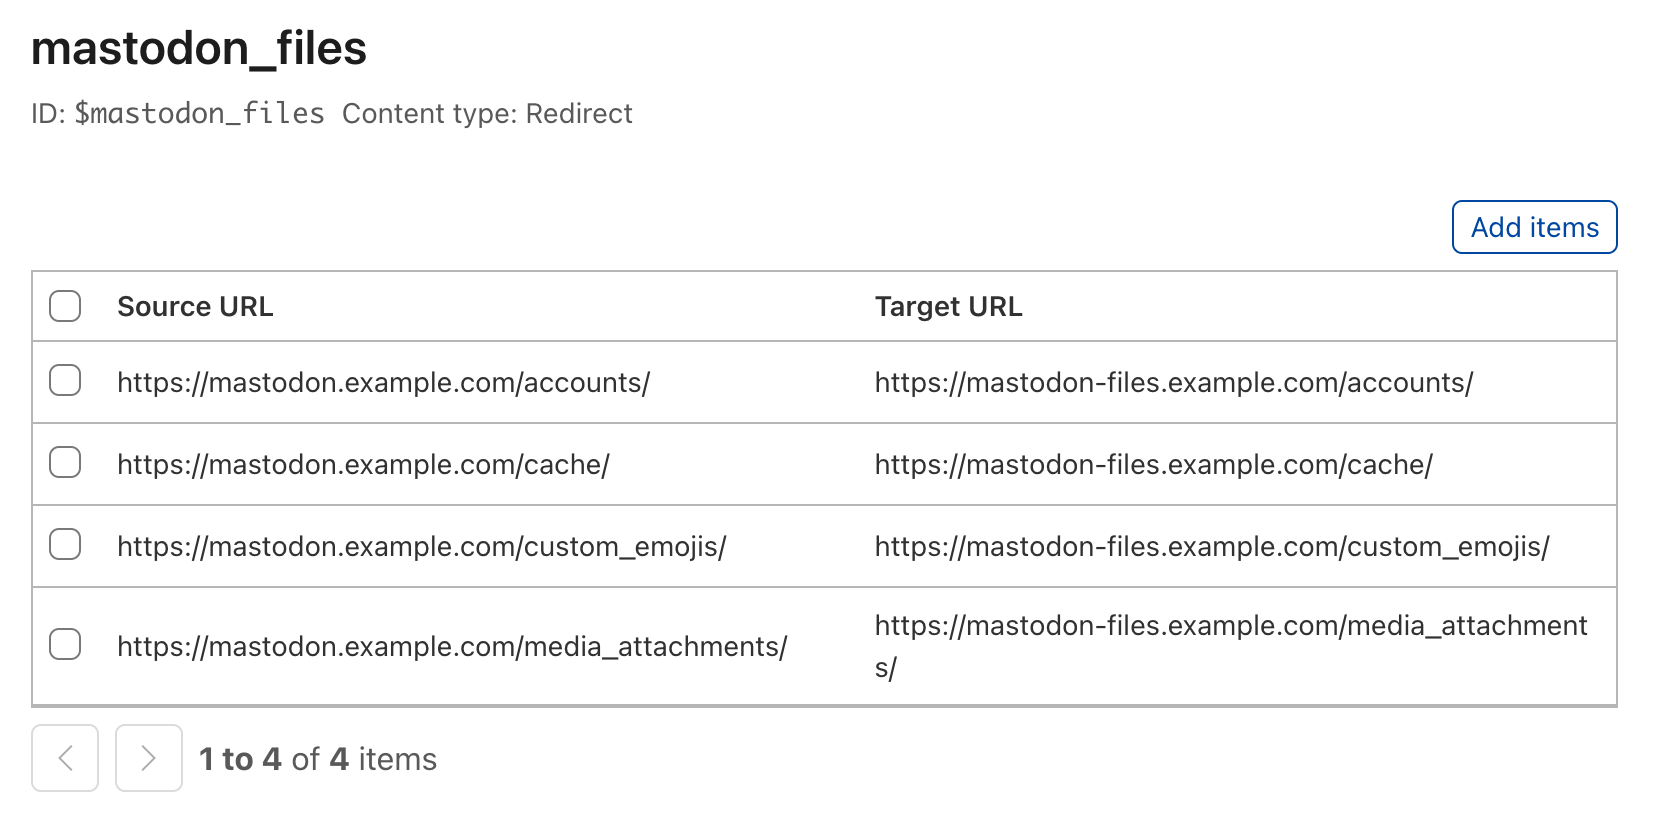 mastodon_files
ID: $mastodon_files Content type: Redirect
Add items
Source URL Target URL
https://mastodon.example.com/accounts/ https://mastodon-files.example.com/accounts/
https://mastodon.example.com/cache/ https://mastodon-files.example.com/cache/
https://mastodon.example.com/custom_emojis/ https://mastodon-files.example.com/custom_emojis/
https://mastodon.example.com/media_attachments/ https://mastodon-files.example.com/media_attachment
s/
1 to 4 of 4 items